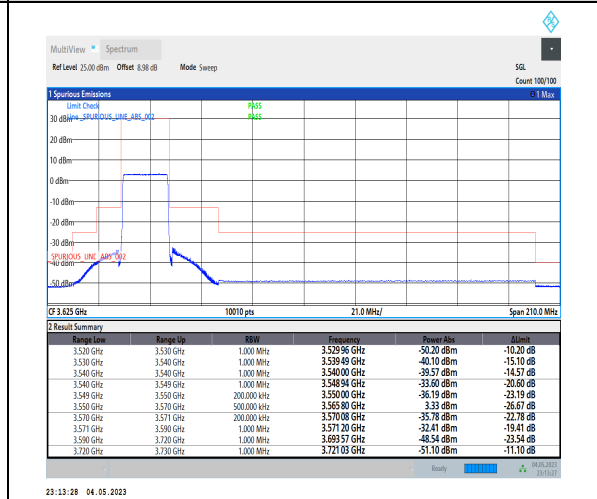 MultiView Spectrum
Ref Level 25.00 dBm Offset 8.98 dB Mode Sweep SGL
Count 100/100
1 Spurious Emissions 1 Max
Limit Check PASS
30 dBm Line _SPURIOUS_LINE_ABS_002 PASS
20 dBm
10 dBm
0 dBm
-10 dBm
-20 dBm
-30 dBm
_SPURIOUS_LINE_ABS_002
-40 dBm
-50 dBm
CF 3.625 GHz 10010 pts 21.0 MHz/ Span 210.0 MHz
2 Result Summary
Range Low Range Up RBW Frequency Power Abs ΔLimit
3.520 GHz 3.530 GHz 1.000 MHz 3.52996 GHz -50.20 dBm -10.20 dB
3.530 GHz 3.540 GHz 1.000 MHz 3.53949 GHz -40.10 dBm -15.10 dB
3.540 GHz 3.540 GHz 1.000 MHz 3.54000 GHz -39.57 dBm -14.57 dB
3.540 GHz 3.549 GHz 1.000 MHz 3.54894 GHz -33.60 dBm -20.60 dB
3.549 GHz 3.550 GHz 200.000 kHz 3.55000 GHz -36.19 dBm -23.19 dB
3.550 GHz 3.570 GHz 500.000 kHz 3.56580 GHz 3.33 dBm -26.67 dB
3.570 GHz 3.571 GHz 200.000 kHz 3.57008 GHz -35.78 dBm -22.78 dB
3.571 GHz 3.590 GHz 1.000 MHz 3.57120 GHz -32.41 dBm -19.41 dB
3.590 GHz 3.720 GHz 1.000 MHz 3.69357 GHz -48.54 dBm -23.54 dB
3.720 GHz 3.730 GHz 1.000 MHz 3.72103 GHz -51.10 dBm -11.10 dB
Ready 04.05.2023
23:13:27
23:13:28 04.05.2023